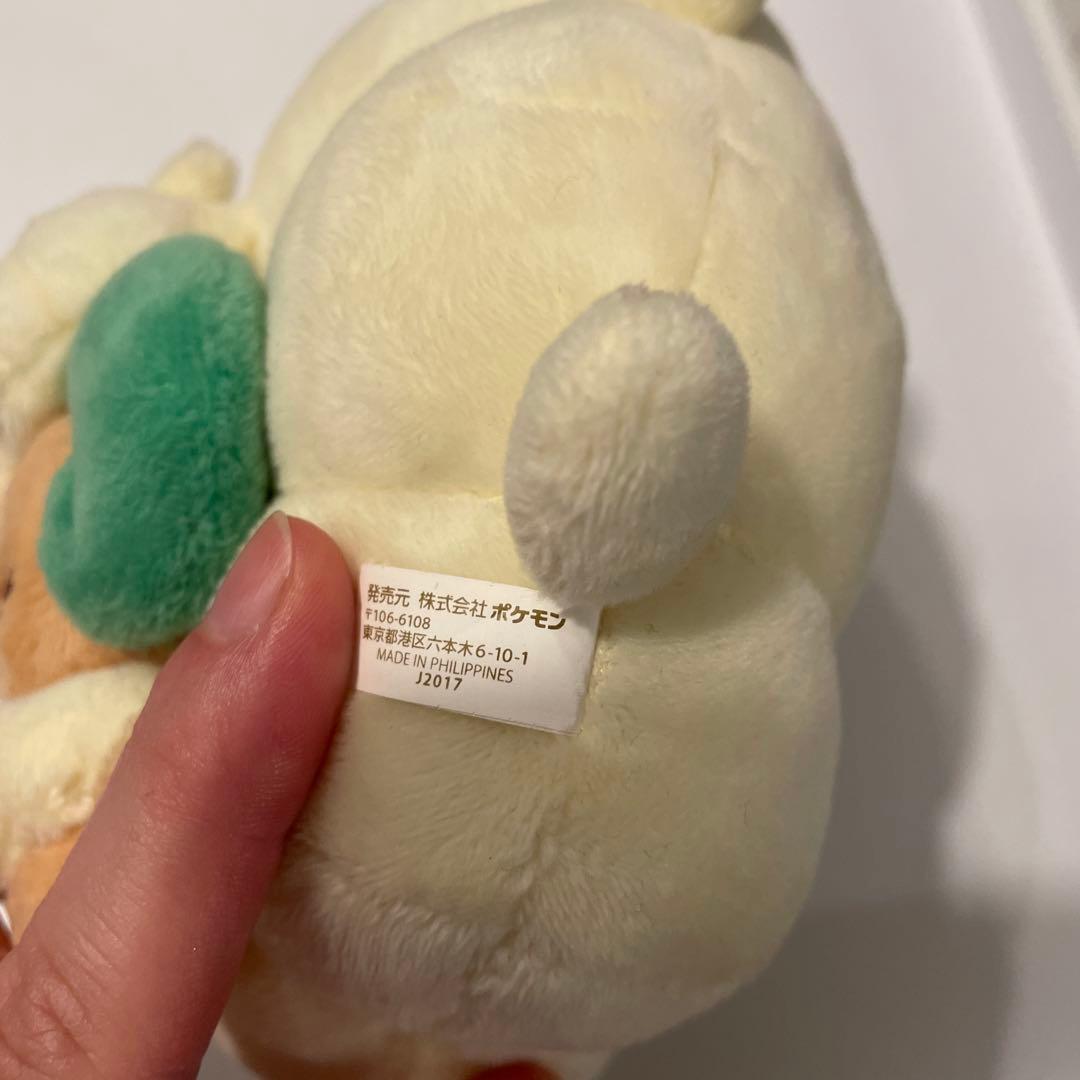 発売元 株式会社ポケモン
〒106-6108
東京都港区六本木6-10-1
MADE IN PHILIPPINES
J2017